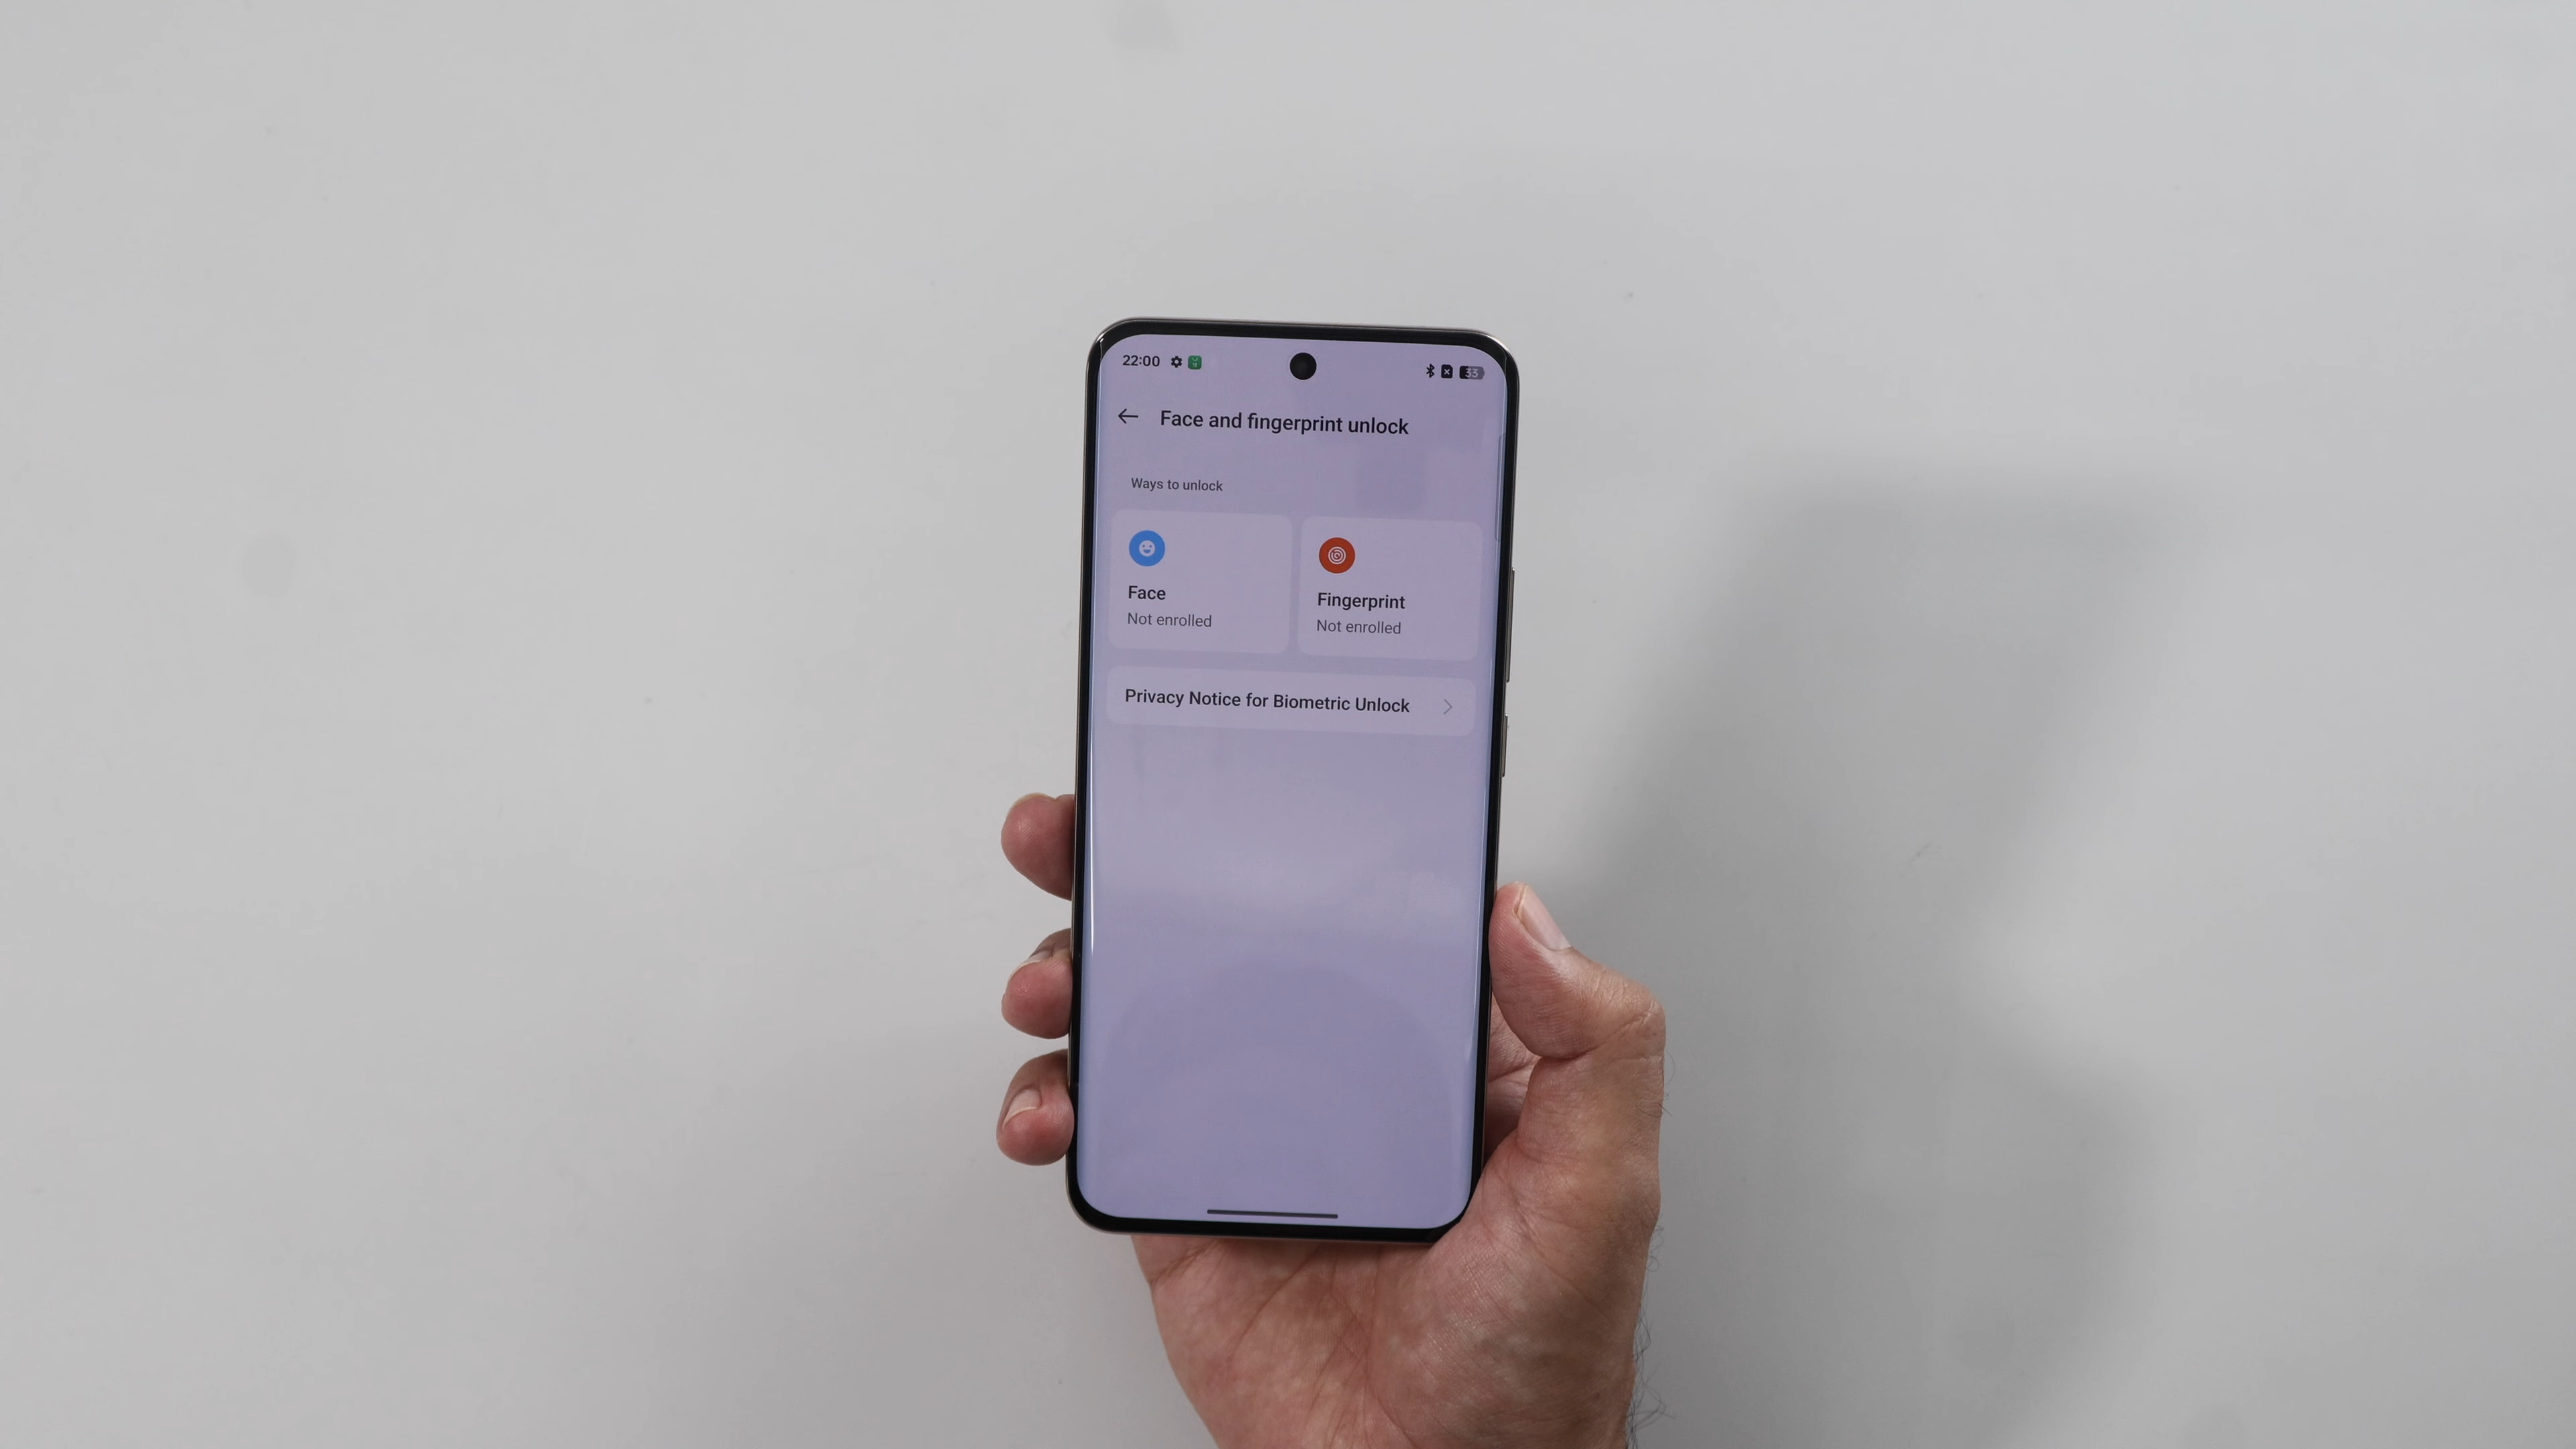 22:00
33
Face and fingerprint unlock
Ways to unlock
Face
Not enrolled
Fingerprint
Not enrolled
Privacy Notice for Biometric Unlock